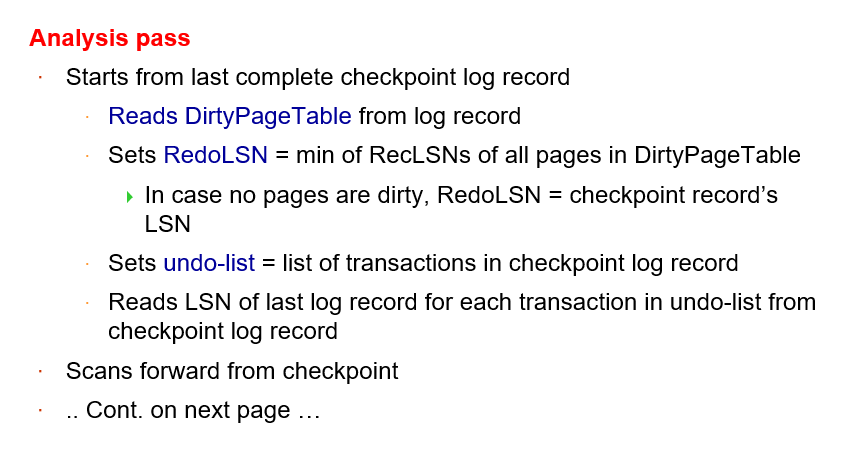 Analysis pass
· Starts from last complete checkpoint log record
· Reads DirtyPageTable from log record
· Sets RedoLSN = min of RecLSNs of all pages in DirtyPageTable
In case no pages are dirty, RedoLSN = checkpoint record’s
LSN
· Sets undo-list = list of transactions in checkpoint log record
· Reads LSN of last log record for each transaction in undo-list from
checkpoint log record
· Scans forward from checkpoint
· .. Cont. on next page …